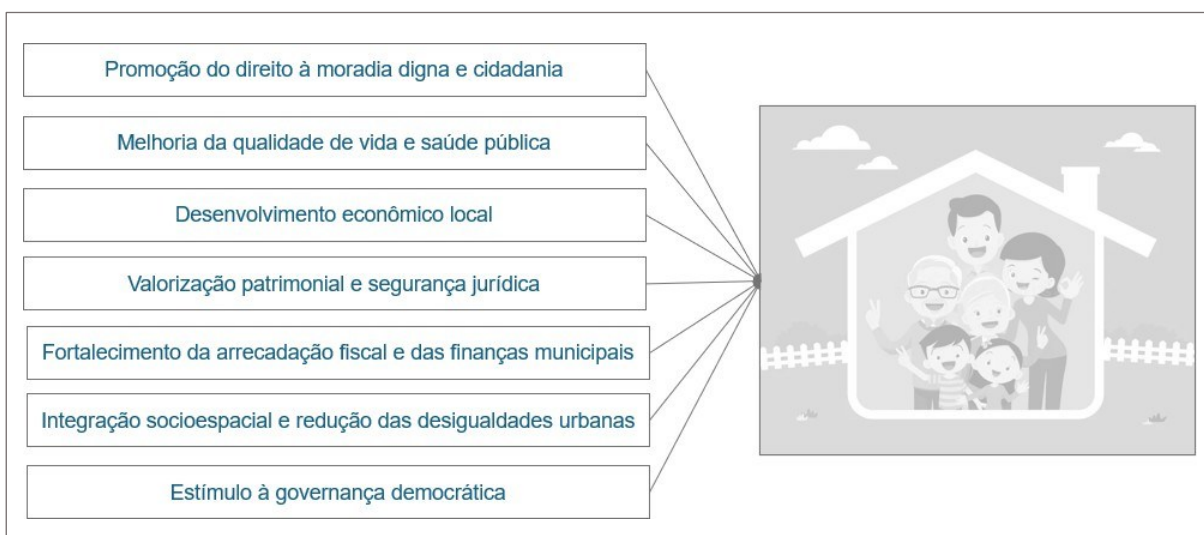 Promoção do direito à moradia digna e cidadania
Melhoria da qualidade de vida e saúde pública
Desenvolvimento econômico local
Valorização patrimonial e segurança jurídica
Fortalecimento da arrecadação fiscal e das finanças municipais
Integração socioespacial e redução das desigualdades urbanas
Estímulo à governança democrática